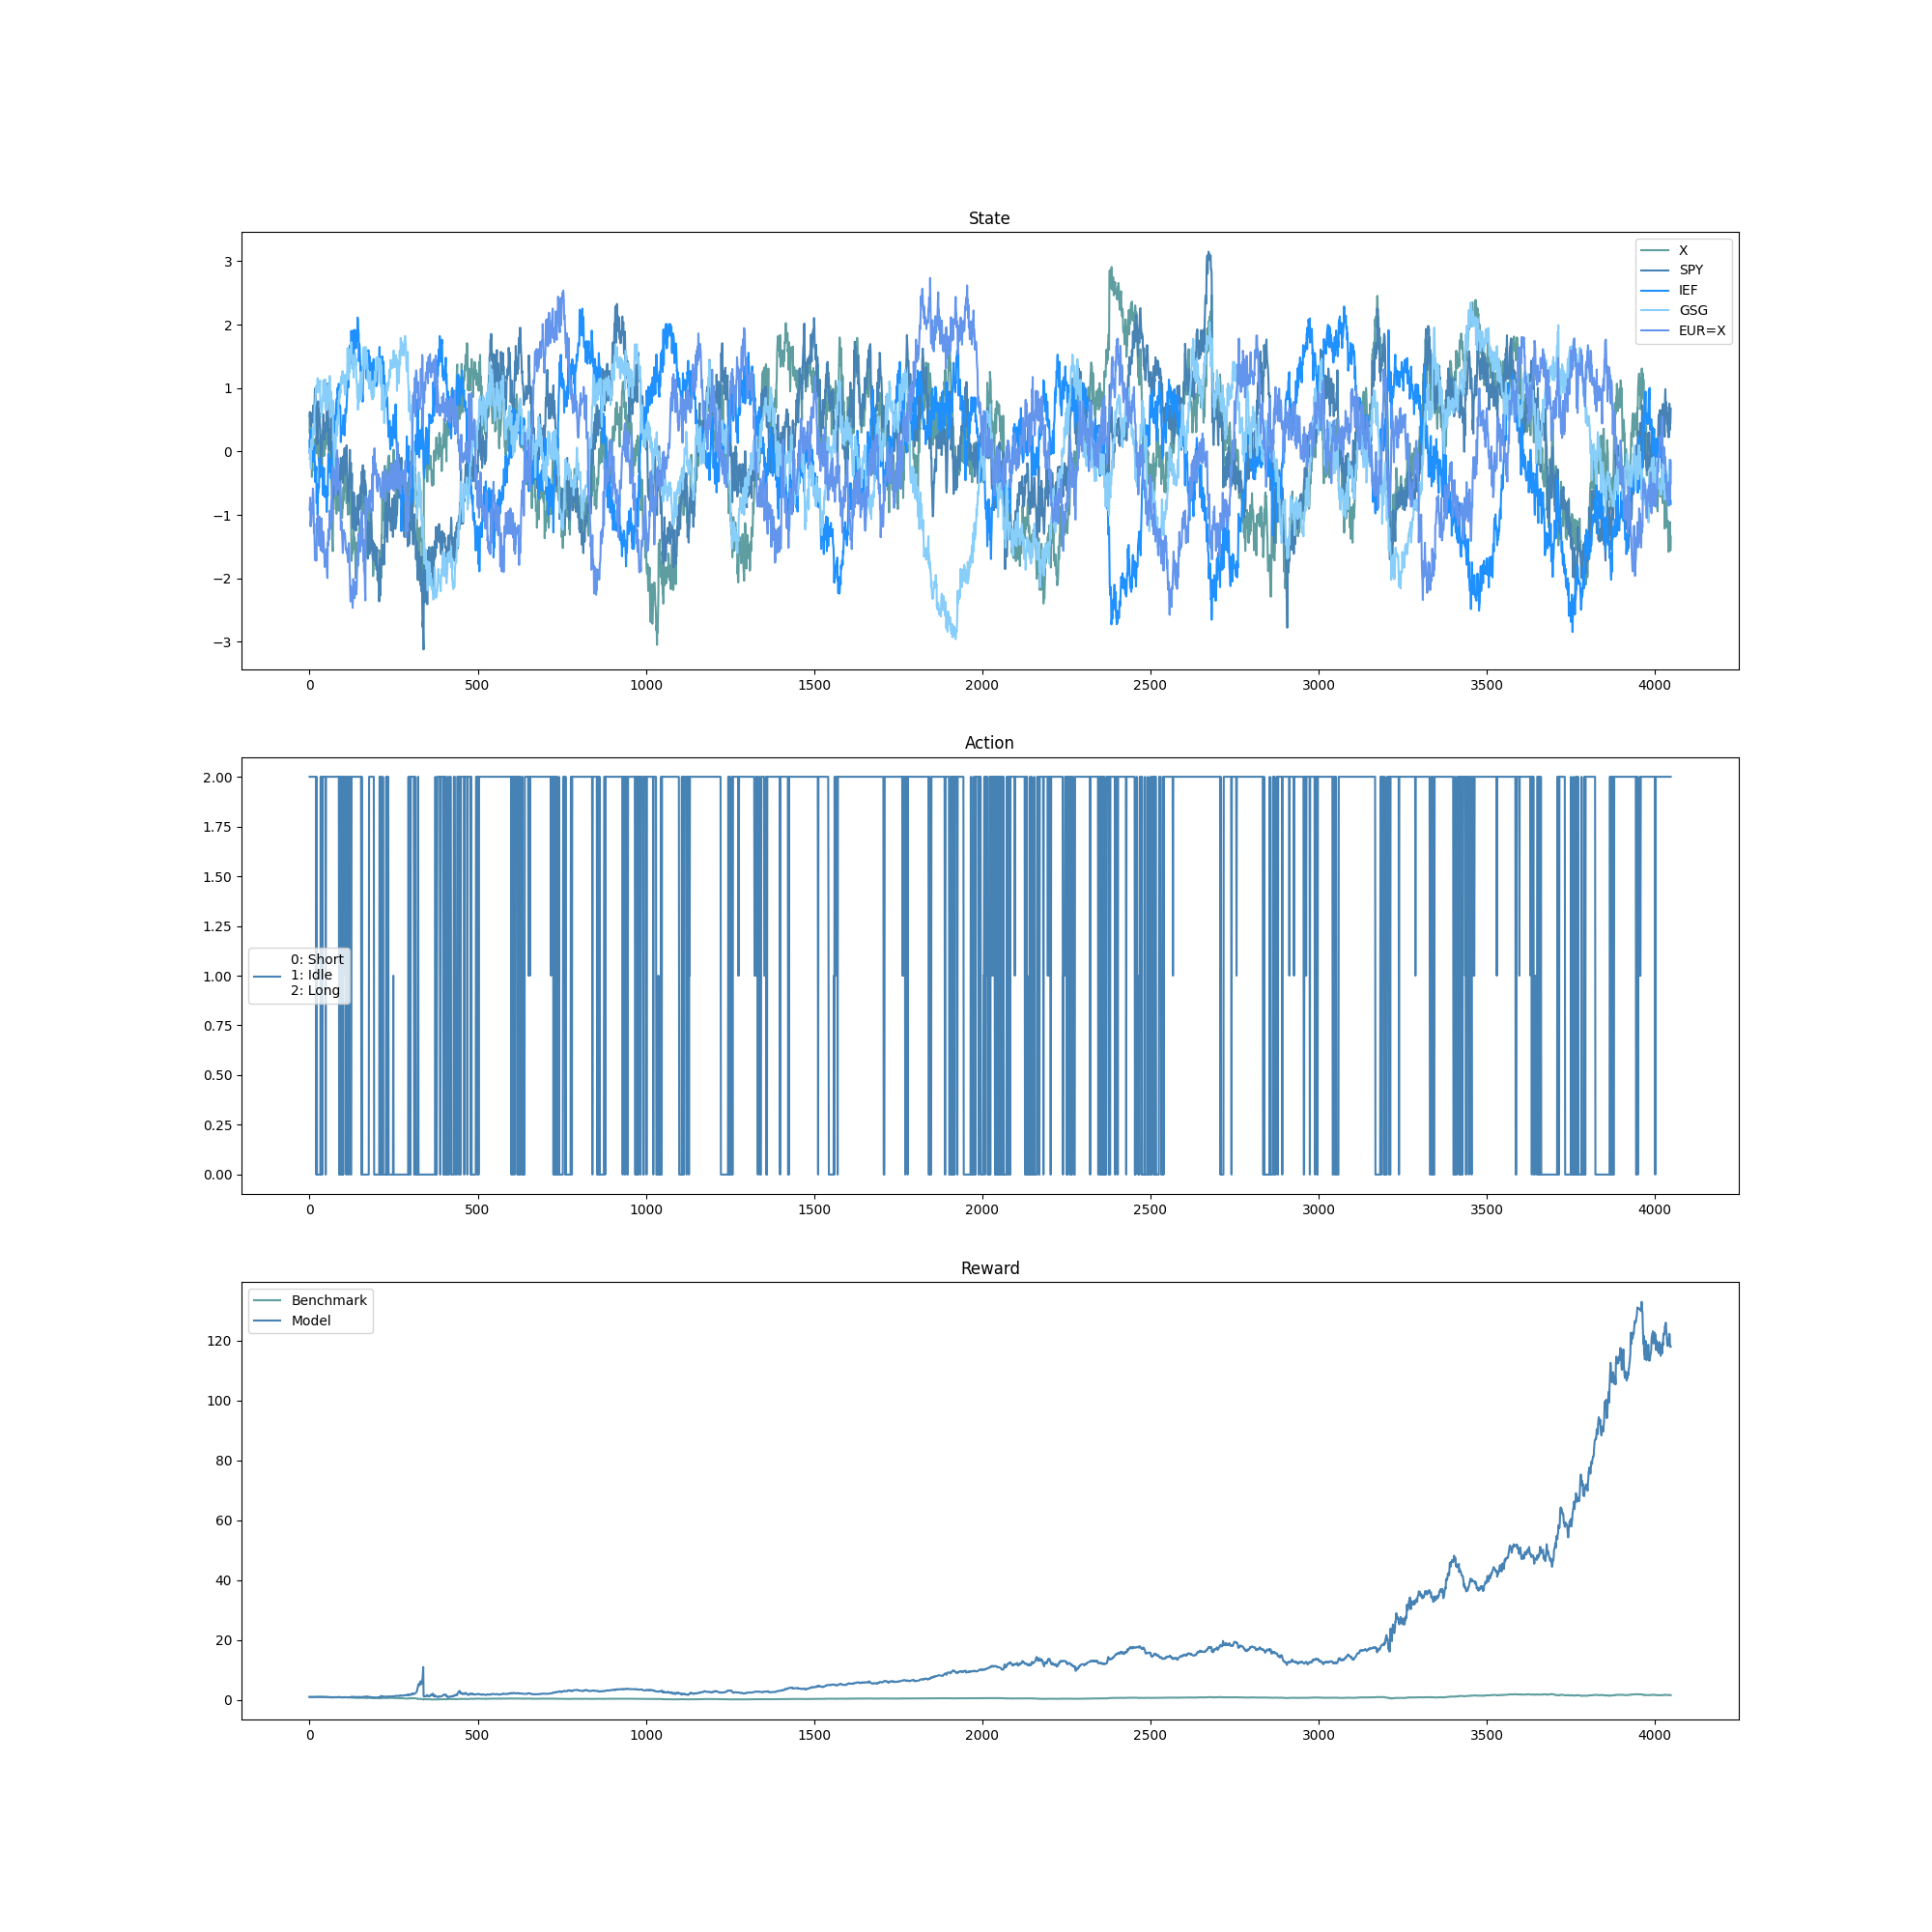 State
3
2
1
0
−1
−2
−3
X
SPY
IEF
GSG
EUR=X
0 500 1000 1500 2000 2500 3000 3500 4000
Action
2.00
1.75
1.50
1.25
1.00
0.75
0.50
0.25
0.00
0: Short
1: Idle
2: Long
0 500 1000 1500 2000 2500 3000 3500 4000
Reward
Benchmark
Model
120
100
80
60
40
20
0
0 500 1000 1500 2000 2500 3000 3500 4000